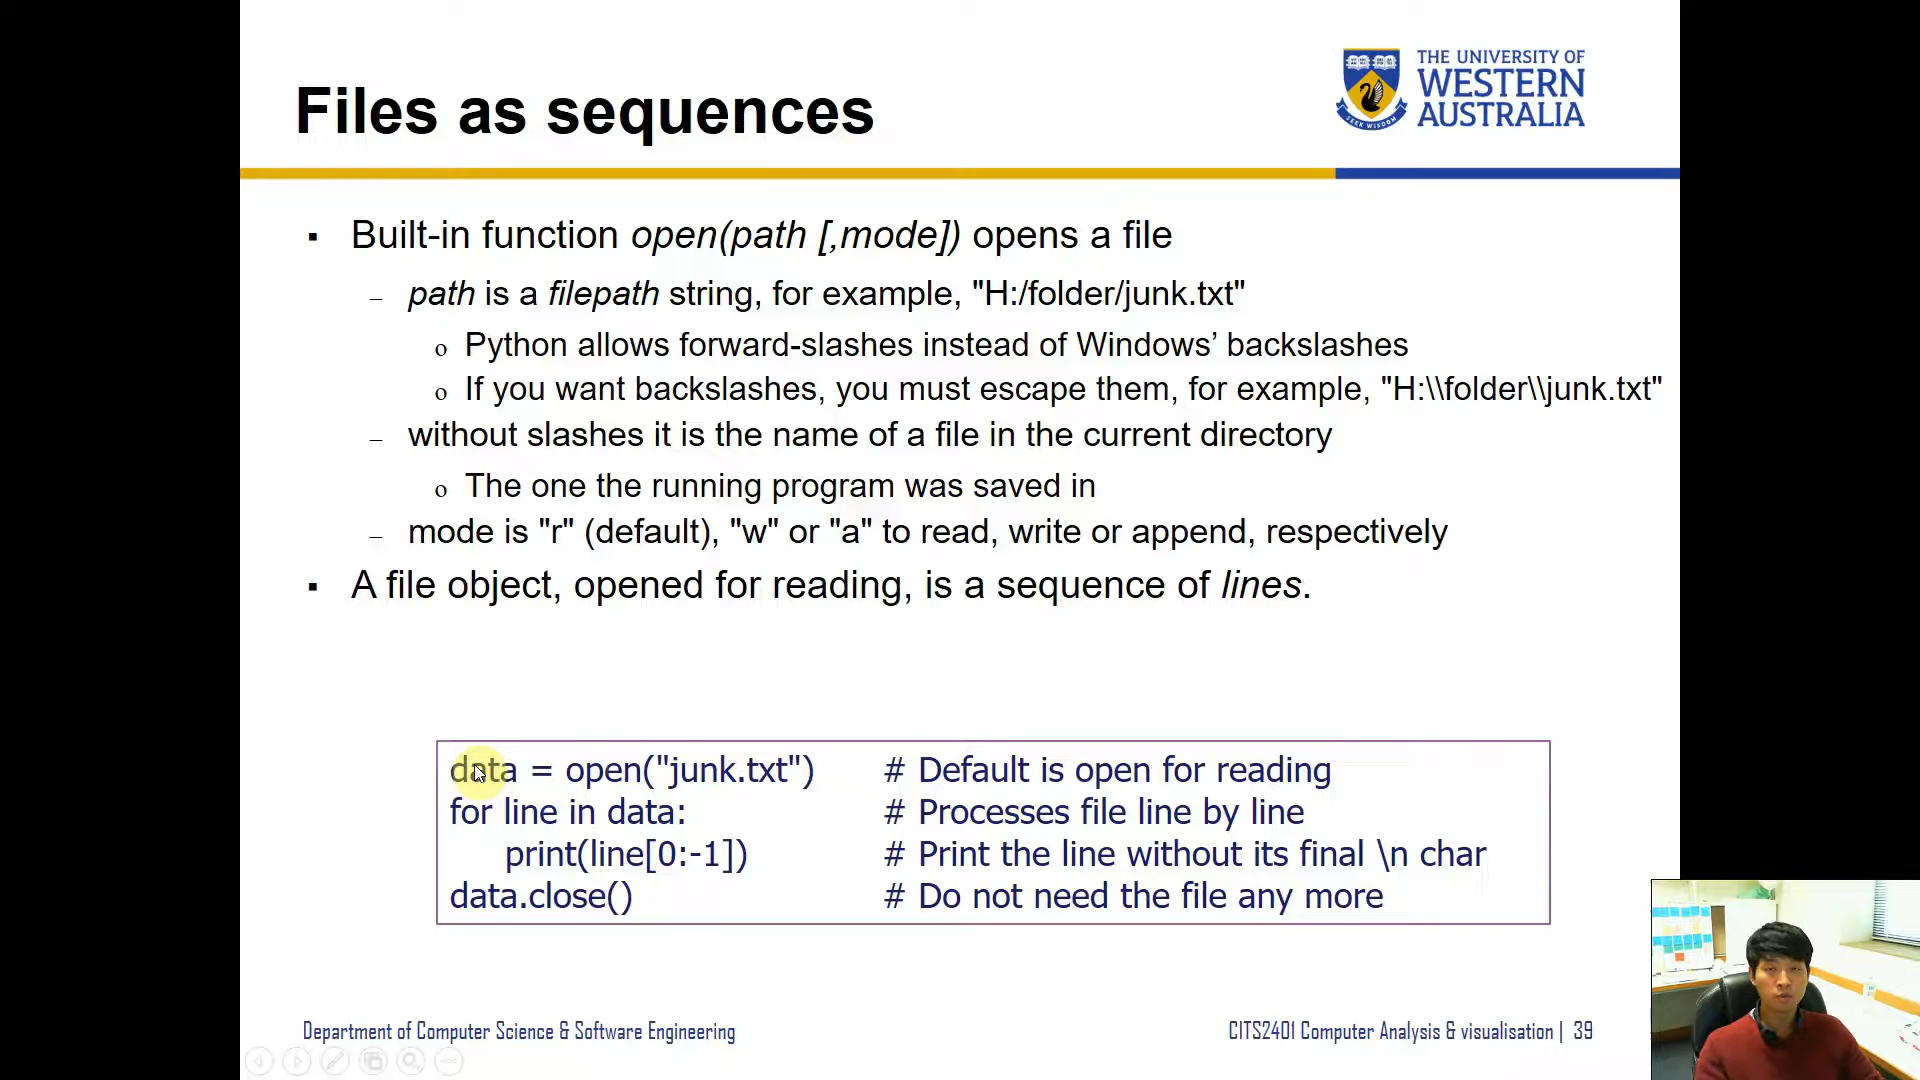 THE UNIVERSITY OF
WESTERN
AUSTRALIA
SEEK WISDOM
Files as sequences
▪ Built-in function open(path [,mode]) opens a file
– path is a filepath string, for example, "H:/folder/junk.txt"
o Python allows forward-slashes instead of Windows’ backslashes
o If you want backslashes, you must escape them, for example, "H:\\folder\\junk.txt"
– without slashes it is the name of a file in the current directory
o The one the running program was saved in
– mode is "r" (default), "w" or "a" to read, write or append, respectively
▪ A file object, opened for reading, is a sequence of lines.
data = open("junk.txt") # Default is open for reading
for line in data: # Processes file line by line
print(line[0:-1]) # Print the line without its final \n char
data.close() # Do not need the file any more
Department of Computer Science & Software Engineering
CITS2401 Computer Analysis & visualisation | 39